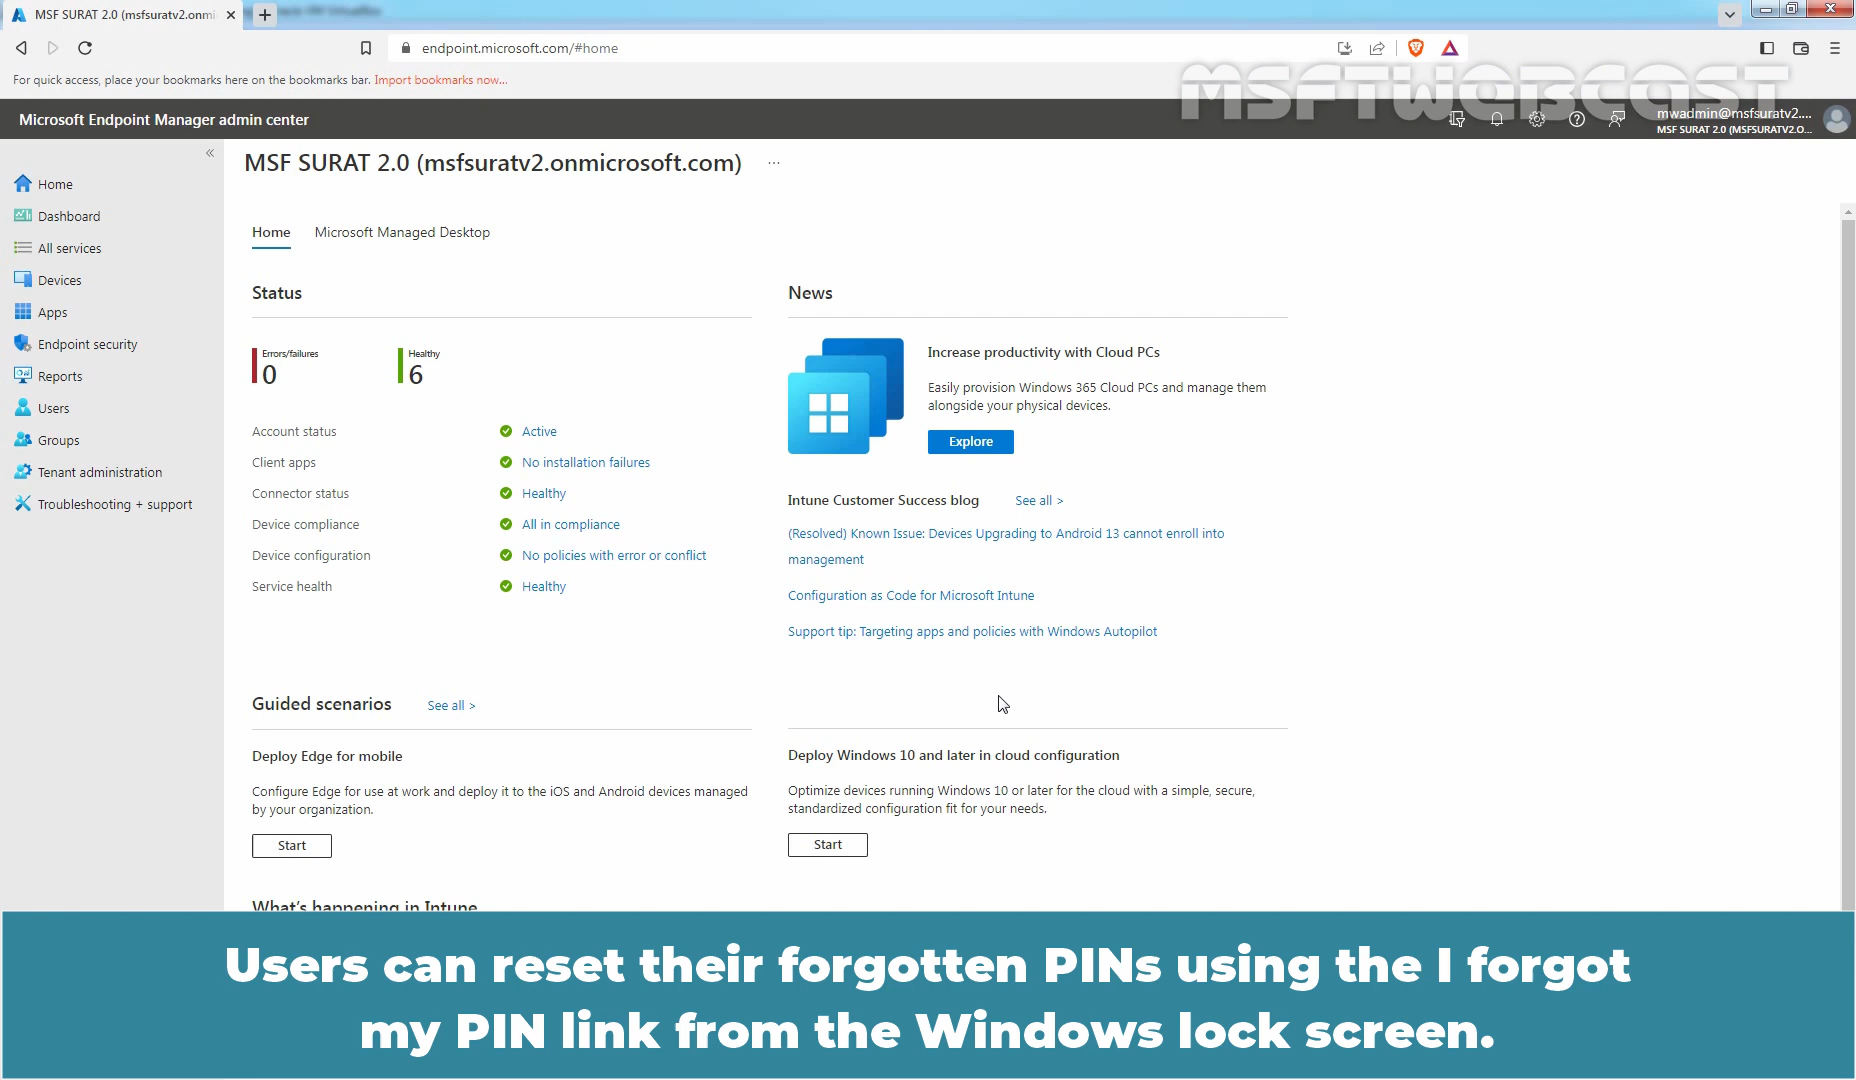 MSF SURAT 2.0 (msfsuratv2.onmi
endpoint.microsoft.com/#home
For quick access, place your bookmarks here on the bookmarks bar. Import bookmarks now...
MSFTWEBCAST
Microsoft Endpoint Manager admin center
mwadmin@msfsuratv2....
MSF SURAT 2.0 (MSFSURATV2.O...
«
MSF SURAT 2.0 (msfsuratv2.onmicrosoft.com) ...
Home
Dashboard
All services
Devices
Apps
Endpoint security
Reports
Users
Groups
Tenant administration
Troubleshooting + support
Home Microsoft Managed Desktop
Status
Errors/failures
0
Healthy
6
Account status Active
Client apps No installation failures
Connector status Healthy
Device compliance All in compliance
Device configuration No policies with error or conflict
Service health Healthy
News
Increase productivity with Cloud PCs
Easily provision Windows 365 Cloud PCs and manage them
alongside your physical devices.
Explore
Intune Customer Success blog See all >
(Resolved) Known Issue: Devices Upgrading to Android 13 cannot enroll into
management
Configuration as Code for Microsoft Intune
Support tip: Targeting apps and policies with Windows Autopilot
Guided scenarios See all >
Deploy Edge for mobile
Configure Edge for use at work and deploy it to the iOS and Android devices managed
by your organization.
Start
Deploy Windows 10 and later in cloud configuration
Optimize devices running Windows 10 or later for the cloud with a simple, secure,
standardized configuration fit for your needs.
Start
What's happening in Intune
Users can reset their forgotten PINs using the I forgot
my PIN link from the Windows lock screen.